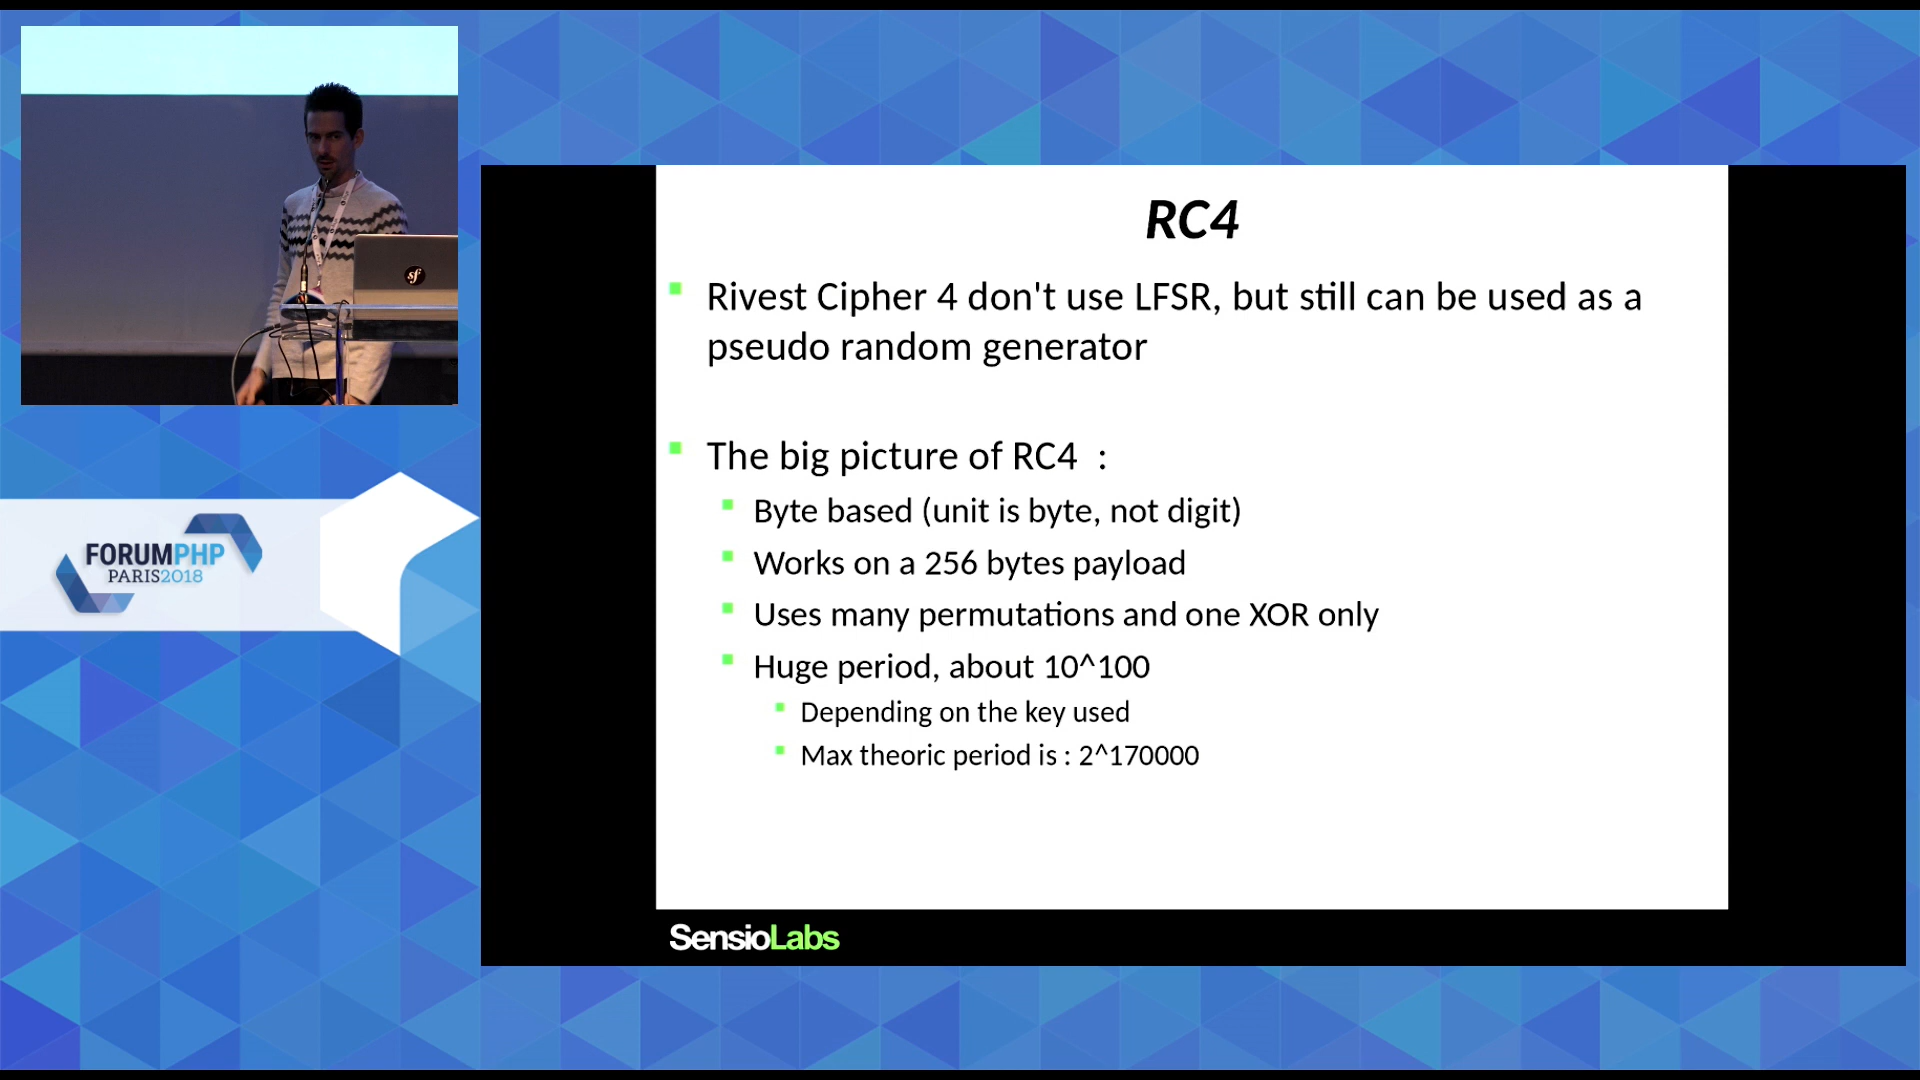 RC4
Rivest Cipher 4 don't use LFSR, but still can be used as a
pseudo random generator
The big picture of RC4  :
Byte based (unit is byte, not digit)
Works on a 256 bytes payload
Uses many permutations and one XOR only
Huge period, about 10^100
Depending on the key used
Max theoric period is : 2^170000
SensioLabs
FORUMPHP
PARIS2018
sf